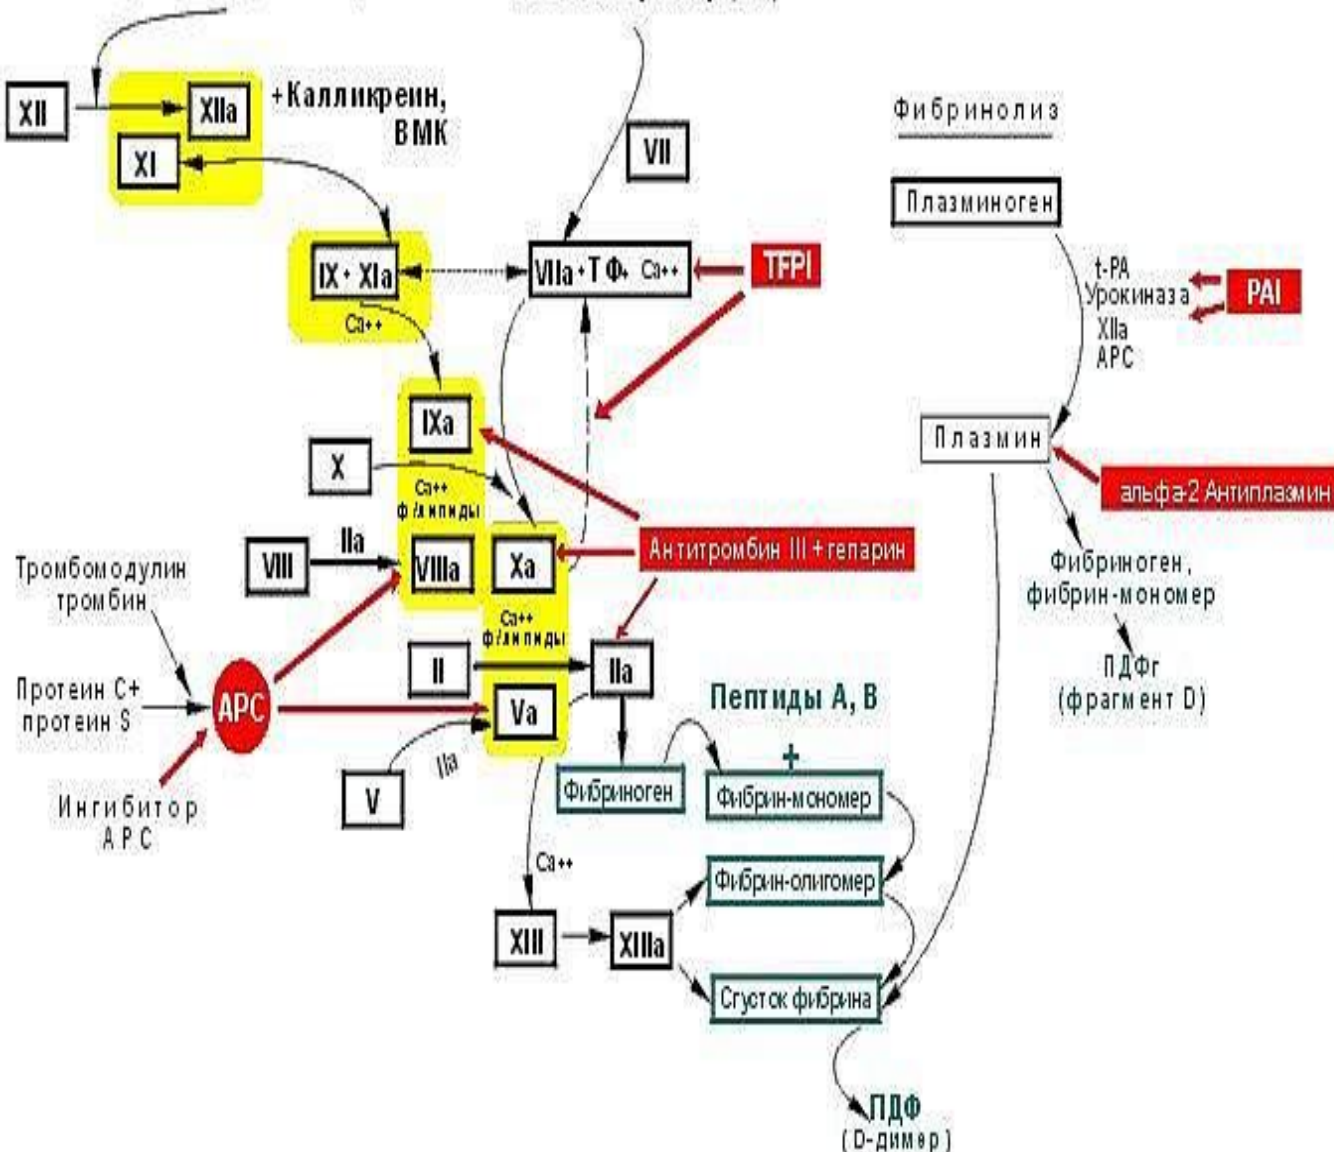 XII
XIIa
+Калликреин,
ВМК
XI
VII
Фибринолиз
Плазминоген
IX + XIa
Ca++
VIIa + ТФ+ Ca++
TFPI
t-PA
Урокиназа
XIIa
APC
PAI
IXa
X
Ca++
ф/липиды
Плазмин
альфа-2 Антиплазмин
VIII
IIa
VIIIa
Xa
Антитромбин III + гепарин
Тромбомодулин
тромбин
Ca++
ф/липиды
Фибриноген,
фибрин-мономер
II
IIa
ПДФг
(фрагмент D)
Протеин C+
протеин S
APC
Va
Пептиды A, B
+
IIa
V
Фибриноген
Фибрин-мономер
Ингибитор
APC
Ca++
Фибрин-олигомер
XIII
XIIIa
Сгусток фибрина
ПДФ
(D-димер)